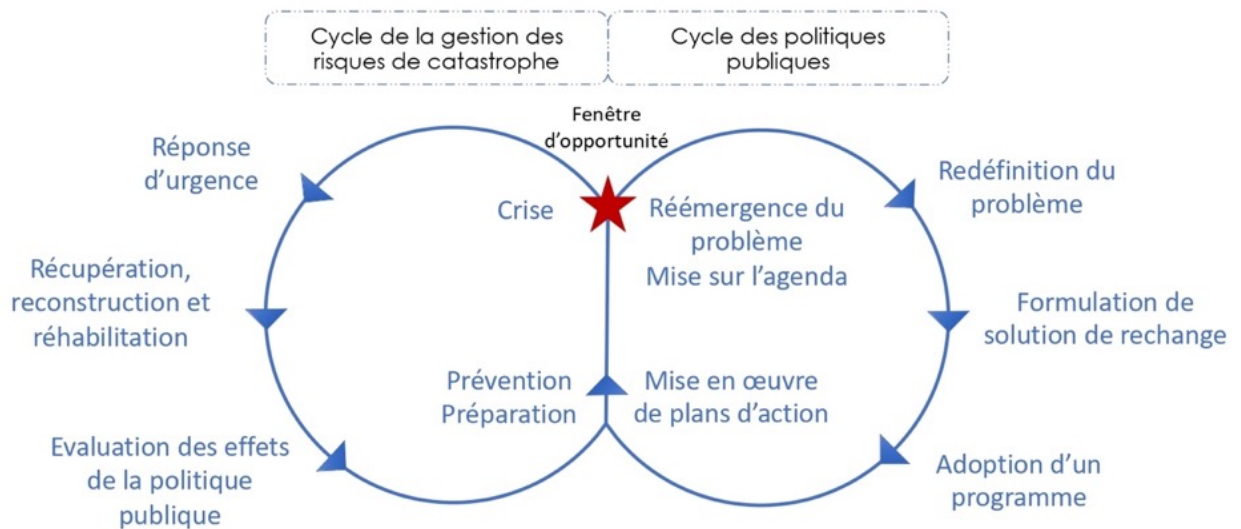 Cycle de la gestion des
risques de catastrophe
Cycle des politiques
publiques
Fenêtre
d'opportunité
Réponse
d'urgence
Redéfinition du
problème
Crise
Réémergence du
problème
Mise sur l'agenda
Récupération,
reconstruction et
réhabilitation
Formulation de
solution de rechange
Prévention
Préparation
Mise en œuvre
de plans d'action
Evaluation des effets
de la politique
publique
Adoption d'un
programme